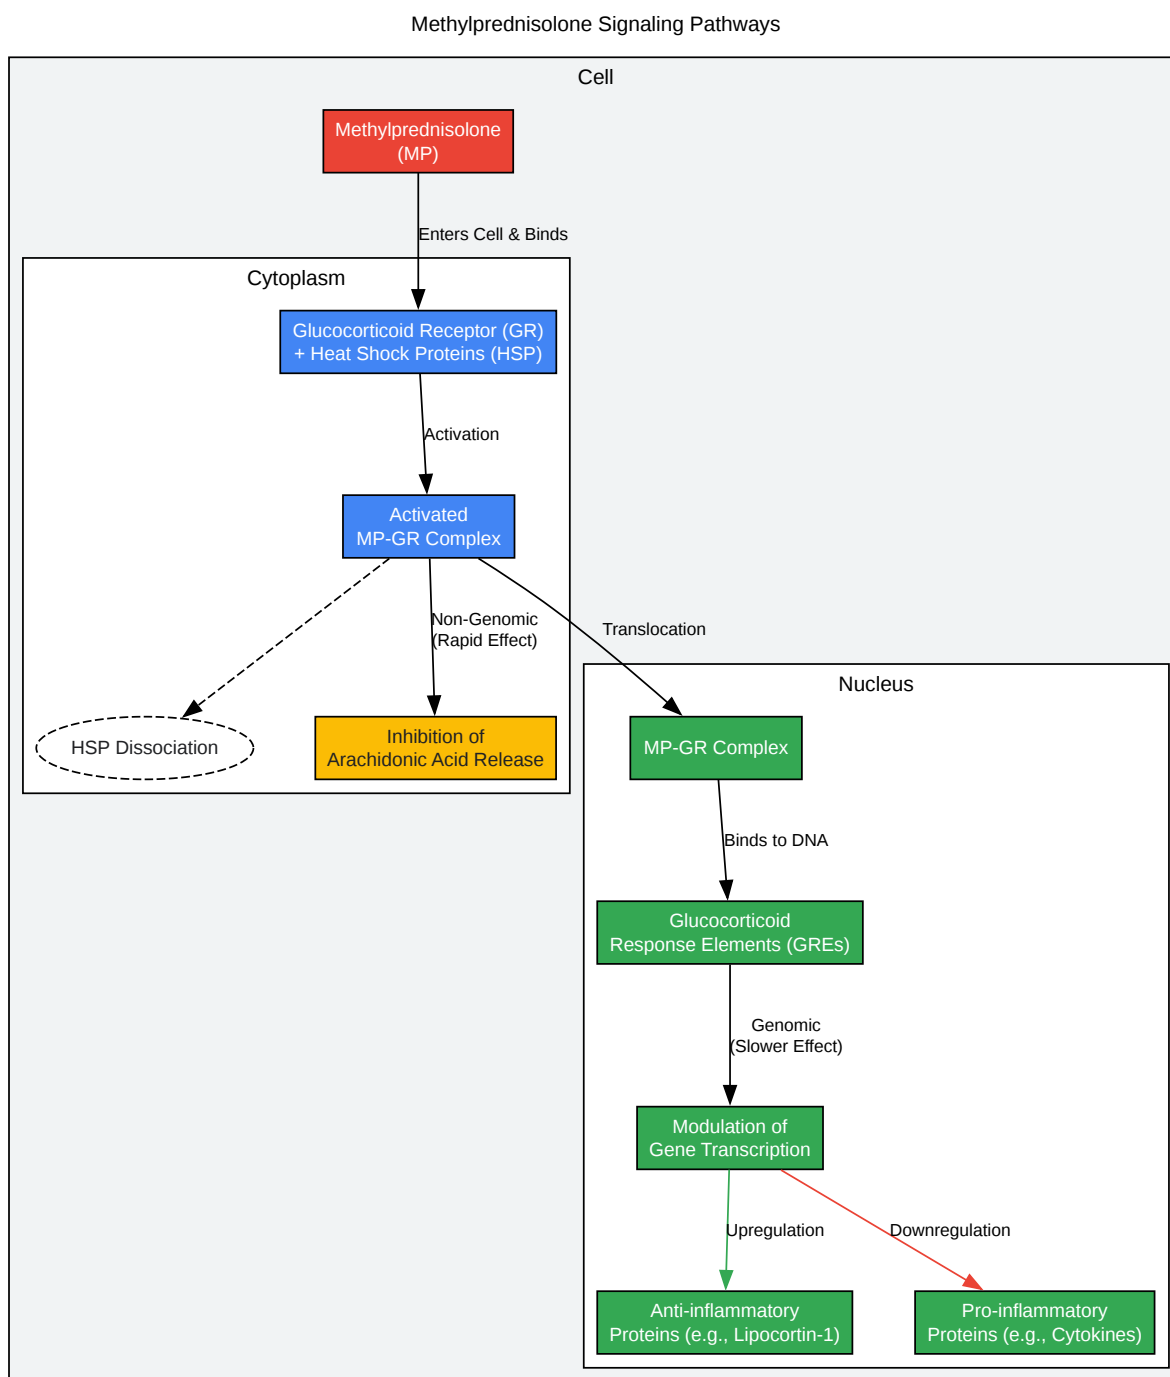 Methylprednisolone Signaling Pathways
Cell
Methylprednisolone
(MP)
Enters Cell & Binds
Cytoplasm
Glucocorticoid Receptor (GR)
+ Heat Shock Proteins (HSP)
Activation
Activated
MP-GR Complex
Non-Genomic
(Rapid Effect)
Translocation
Nucleus
HSP Dissociation
Inhibition of
Arachidonic Acid Release
MP-GR Complex
Binds to DNA
Glucocorticoid
Response Elements (GREs)
Genomic
(Slower Effect)
Modulation of
Gene Transcription
Upregulation
Downregulation
Anti-inflammatory
Proteins (e.g., Lipocortin-1)
Pro-inflammatory
Proteins (e.g., Cytokines)